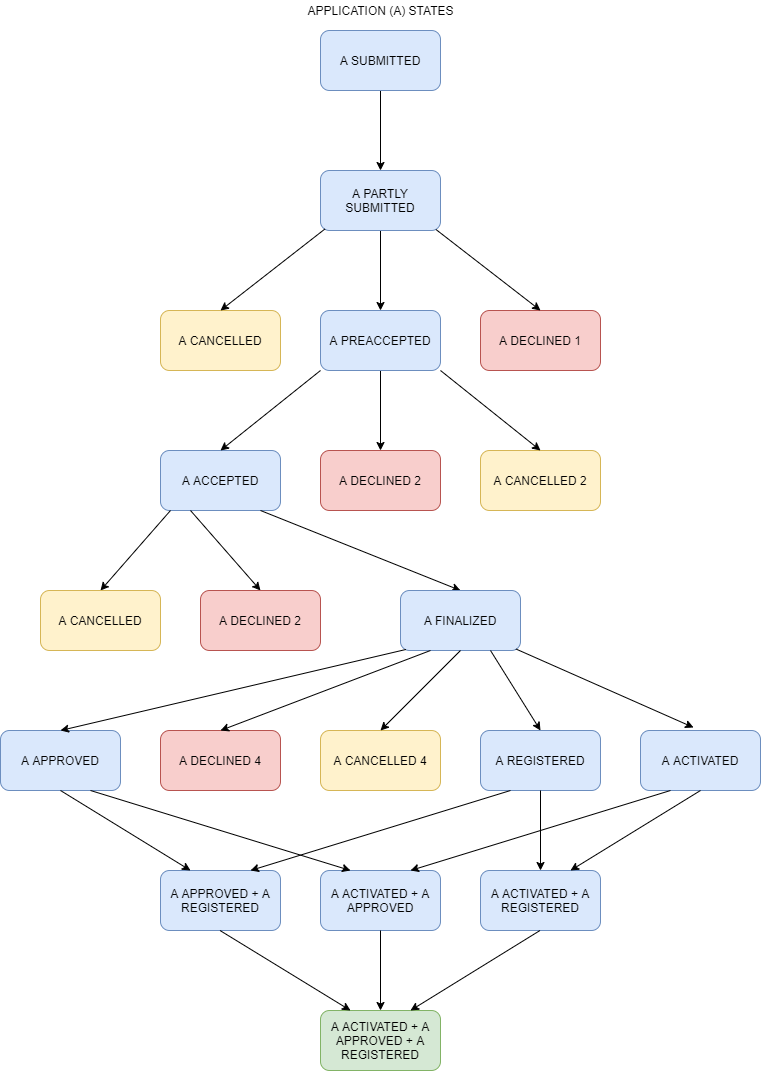 APPLICATION (A) STATES
A SUBMITTED
A PARTLY
SUBMITTED
A CANCELLED
A PREACCEPTED
A DECLINED 1
A ACCEPTED
A DECLINED 2
A CANCELLED 2
A CANCELLED
A DECLINED 2
A FINALIZED
A APPROVED
A DECLINED 4
A CANCELLED 4
A REGISTERED
A ACTIVATED
A APPROVED + A
REGISTERED
A ACTIVATED + A
APPROVED
A ACTIVATED + A
REGISTERED
A ACTIVATED + A
APPROVED + A
REGISTERED